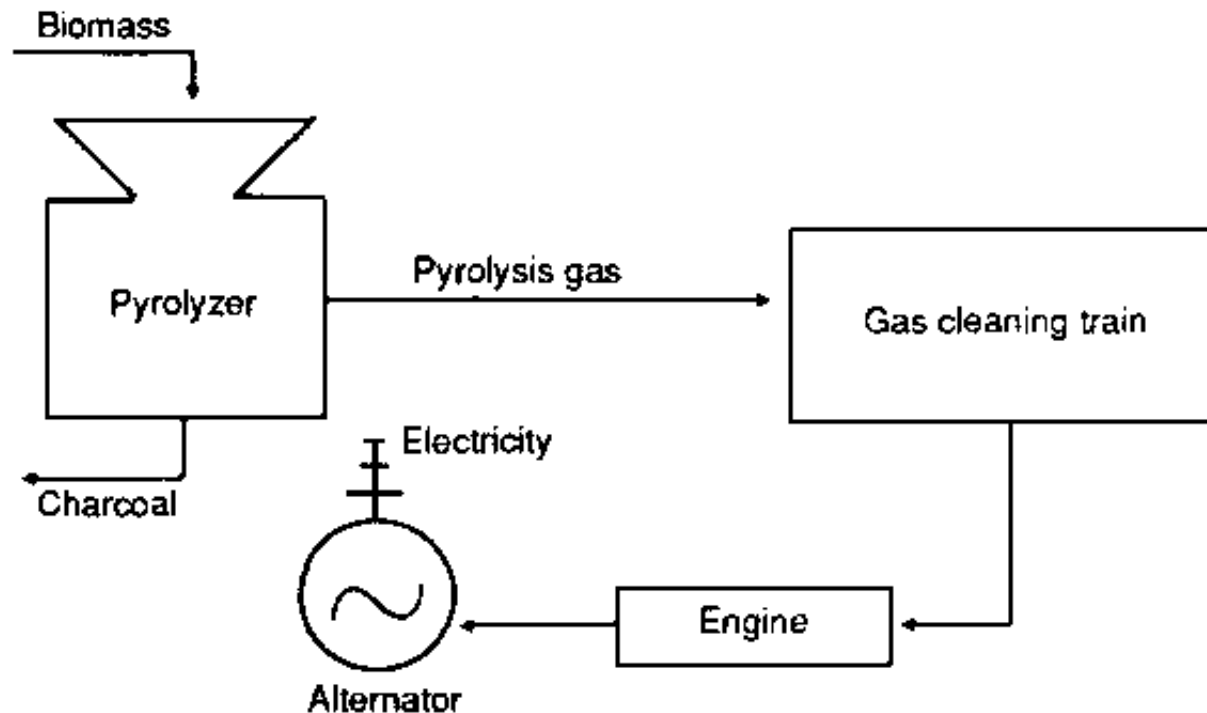 Biomass
Pyrolyzer
Pyrolysis gas
Gas cleaning train
Charcoal
Electricity
Engine
Alternator